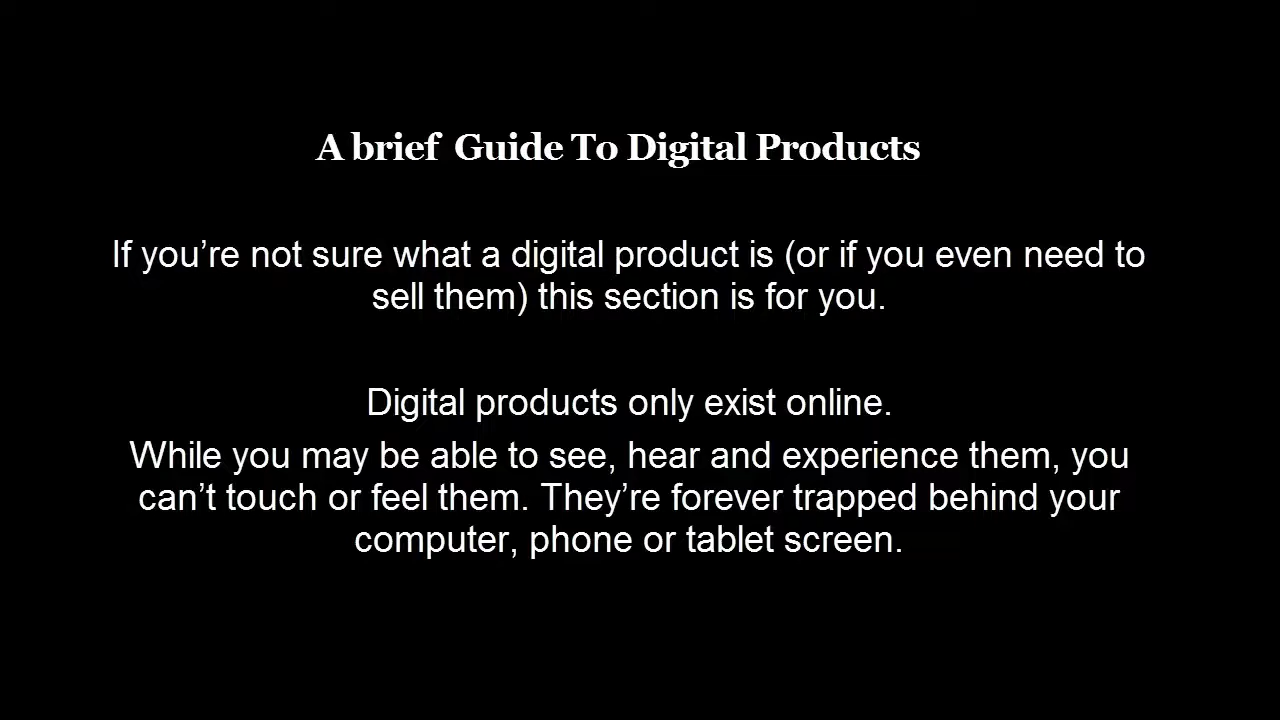 A brief Guide To Digital Products
If you’re not sure what a digital product is (or if you even need to
sell them) this section is for you.
Digital products only exist online.
While you may be able to see, hear and experience them, you
can’t touch or feel them. They’re forever trapped behind your
computer, phone or tablet screen.